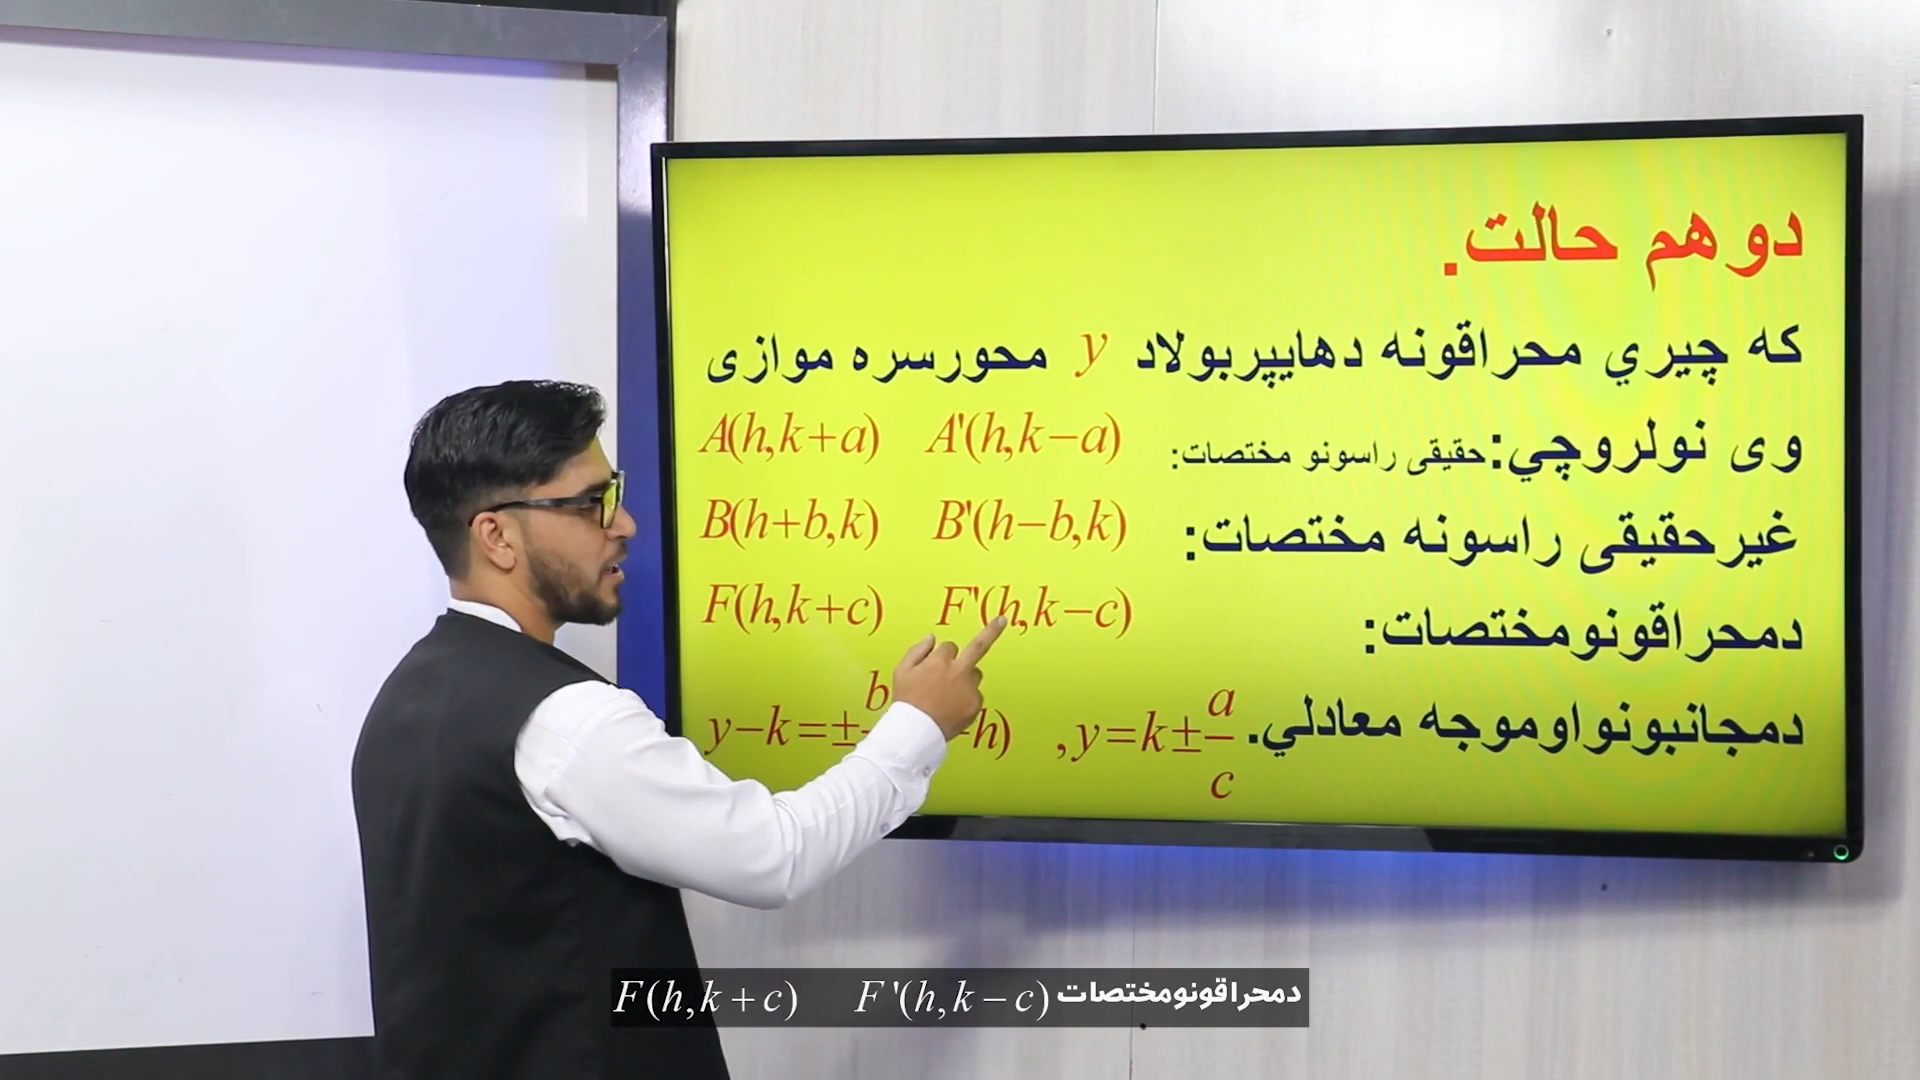 دوهم حالت.
که چیري محراقونه دهایپربولاد y محورسره موازی
وی نولروچي:حقیقی راسونو مختصات: A(h,k+a) A'(h,k−a)
غیرحقیقی راسونه مختصات: B(h+b,k) B'(h−b,k)
دمحراقونومختصات: F(h,k+c) F'(h,k−c)
دمجانبونواوموجه معادلي. y−k=±b h) ,y=k±a/c
دمحراقونومختصات F(h,k+c) F'(h,k−c)